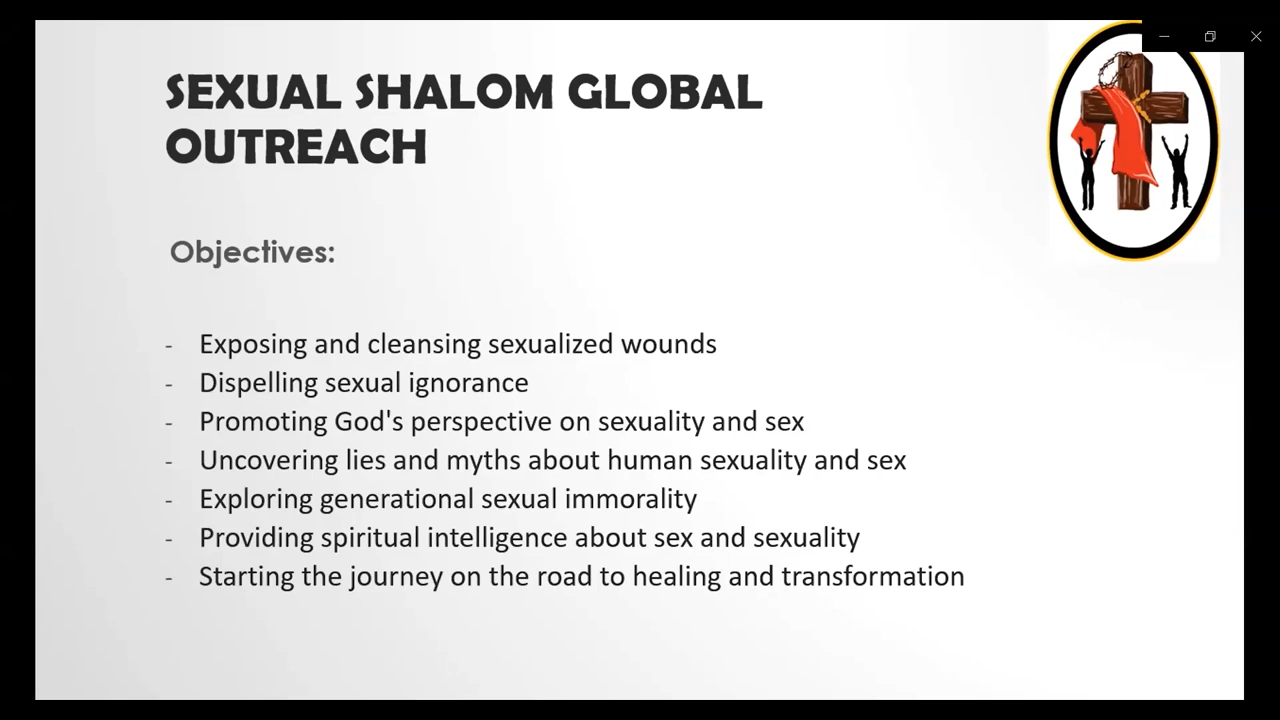 SEXUAL SHALOM GLOBAL
OUTREACH
Objectives:
- Exposing and cleansing sexualized wounds
- Dispelling sexual ignorance
- Promoting God's perspective on sexuality and sex
- Uncovering lies and myths about human sexuality and sex
- Exploring generational sexual immorality
- Providing spiritual intelligence about sex and sexuality
- Starting the journey on the road to healing and transformation